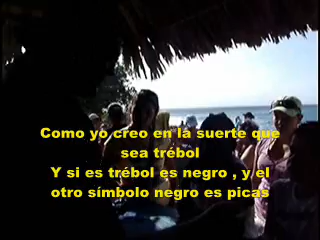 Como yo creo en la suerte que
sea trébol
Y si es trébol es negro , y el
otro símbolo negro es picas